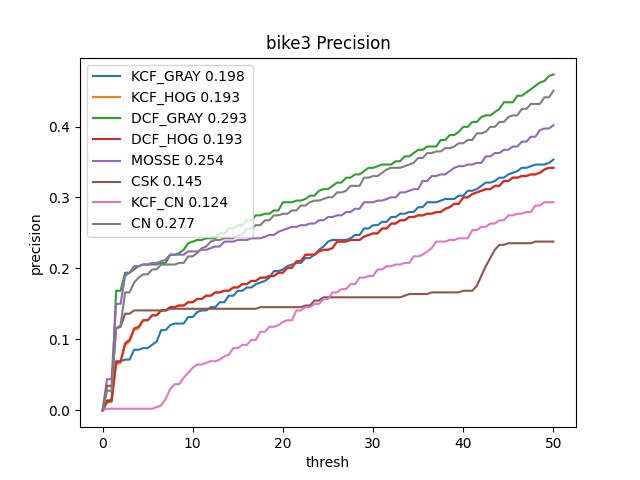 bike3 Precision
KCF_GRAY 0.198
KCF_HOG 0.193
DCF_GRAY 0.293
DCF_HOG 0.193
MOSSE 0.254
CSK 0.145
KCF_CN 0.124
CN 0.277
precision
0.4
0.3
0.2
0.1
0.0
0 10 20 30 40 50
thresh